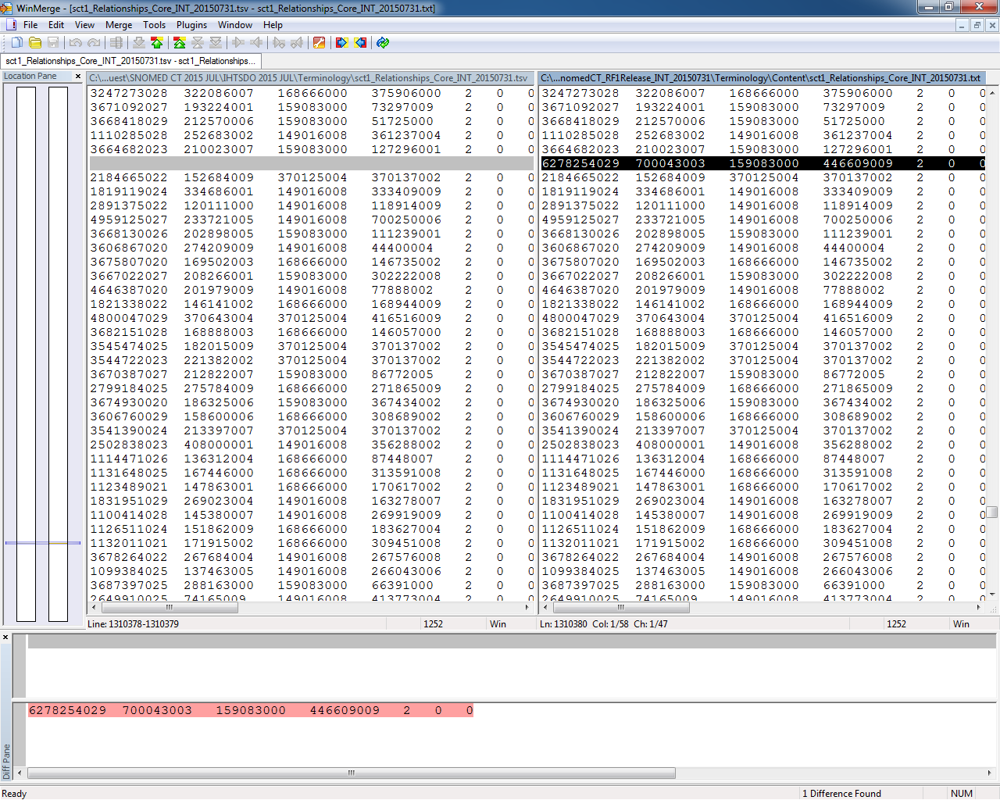 WinMerge - [sct1_Relationships_Core_INT_20150731.tsv - sct1_Relationships_Core_INT_20150731.txt]
File Edit View Merge Tools Plugins Window Help
sct1_Relationships_Core_INT_20150731.tsv - sct1_Relationships...
Location Pane
C:\...uest\SNOMED CT 2015 JUL\IHTSDO 2015 JUL\Terminology\sct1_Relationships_Core_INT_20150731.tsv
3247273028 322086007 168666000 375906000 2 0 0
3671092027 193224001 159083000 73297009 2 0 0
3668418029 212570006 159083000 51725000 2 0 0
1110285028 252683002 149016008 361237004 2 0 0
3664682023 210023007 159083000 127296001 2 0 0
2184665022 152684009 370125004 370137002 2 0 0
1819119024 334686001 149016008 333409009 2 0 0
2891375022 120111000 149016008 118914009 2 0 0
4959125027 233721005 149016008 700250006 2 0 0
3668130026 202898005 159083000 111239001 2 0 0
3606867020 274209009 149016008 44400004 2 0 0
3675807020 169502003 168666000 146735002 2 0 0
3667022027 208266001 159083000 302222008 2 0 0
4646387020 201979009 149016008 77888002 2 0 0
1821338022 146141002 168666000 168944009 2 0 0
4800047029 370643004 370125004 416516009 2 0 0
3682151028 168888003 168666000 146057000 2 0 0
3545474025 182015009 370125004 370137002 2 0 0
3544722023 221382002 370125004 370137002 2 0 0
3670387027 212822007 159083000 86772005 2 0 0
2799184025 275784009 168666000 271865009 2 0 0
3674930020 186325006 159083000 367434002 2 0 0
3606760029 158600006 168666000 308689002 2 0 0
3541390024 213397007 370125004 370137002 2 0 0
2502838023 408000001 149016008 356288002 2 0 0
1114471026 136312004 168666000 87448007 2 0 0
1131648025 167446000 168666000 313591008 2 0 0
1123489021 147863001 168666000 170617002 2 0 0
1831951029 269023004 149016008 163278007 2 0 0
1100414028 145380007 149016008 269919009 2 0 0
1126511024 151862009 149016008 183627004 2 0 0
1132011021 171915002 168666000 309451008 2 0 0
3678264022 267684004 149016008 267576008 2 0 0
1099384025 137463005 149016008 266043006 2 0 0
3687397025 288163000 159083000 66391000 2 0 0
2649910025 74165009 149016008 413773004 2 0 0
Line: 1310378-1310379 1252 Win
C:\...nomedCT_RF1Release_INT_20150731\Terminology\Content\sct1_Relationships_Core_INT_20150731.txt
3247273028 322086007 168666000 375906000 2 0 0
3671092027 193224001 159083000 73297009 2 0 0
3668418029 212570006 159083000 51725000 2 0 0
1110285028 252683002 149016008 361237004 2 0 0
3664682023 210023007 159083000 127296001 2 0 0
6278254029 700043003 159083000 446609009 2 0 0
2184665022 152684009 370125004 370137002 2 0 0
1819119024 334686001 149016008 333409009 2 0 0
2891375022 120111000 149016008 118914009 2 0 0
4959125027 233721005 149016008 700250006 2 0 0
3668130026 202898005 159083000 111239001 2 0 0
3606867020 274209009 149016008 44400004 2 0 0
3675807020 169502003 168666000 146735002 2 0 0
3667022027 208266001 159083000 302222008 2 0 0
4646387020 201979009 149016008 77888002 2 0 0
1821338022 146141002 168666000 168944009 2 0 0
4800047029 370643004 370125004 416516009 2 0 0
3682151028 168888003 168666000 146057000 2 0 0
3545474025 182015009 370125004 370137002 2 0 0
3544722023 221382002 370125004 370137002 2 0 0
3670387027 212822007 159083000 86772005 2 0 0
2799184025 275784009 168666000 271865009 2 0 0
3674930020 186325006 159083000 367434002 2 0 0
3606760029 158600006 168666000 308689002 2 0 0
3541390024 213397007 370125004 370137002 2 0 0
2502838023 408000001 149016008 356288002 2 0 0
1114471026 136312004 168666000 87448007 2 0 0
1131648025 167446000 168666000 313591008 2 0 0
1123489021 147863001 168666000 170617002 2 0 0
1831951029 269023004 149016008 163278007 2 0 0
1100414028 145380007 149016008 269919009 2 0 0
1126511024 151862009 149016008 183627004 2 0 0
1132011021 171915002 168666000 309451008 2 0 0
3678264022 267684004 149016008 267576008 2 0 0
1099384025 137463005 149016008 266043006 2 0 0
3687397025 288163000 159083000 66391000 2 0 0
2649910025 74165009 149016008 413773004 2 0 0
Ln: 1310380 Col: 1/58 Ch: 1/47 1252 Win
6278254029 700043003 159083000 446609009 2 0 0
Diff Pane
Ready 1 Difference Found NUM